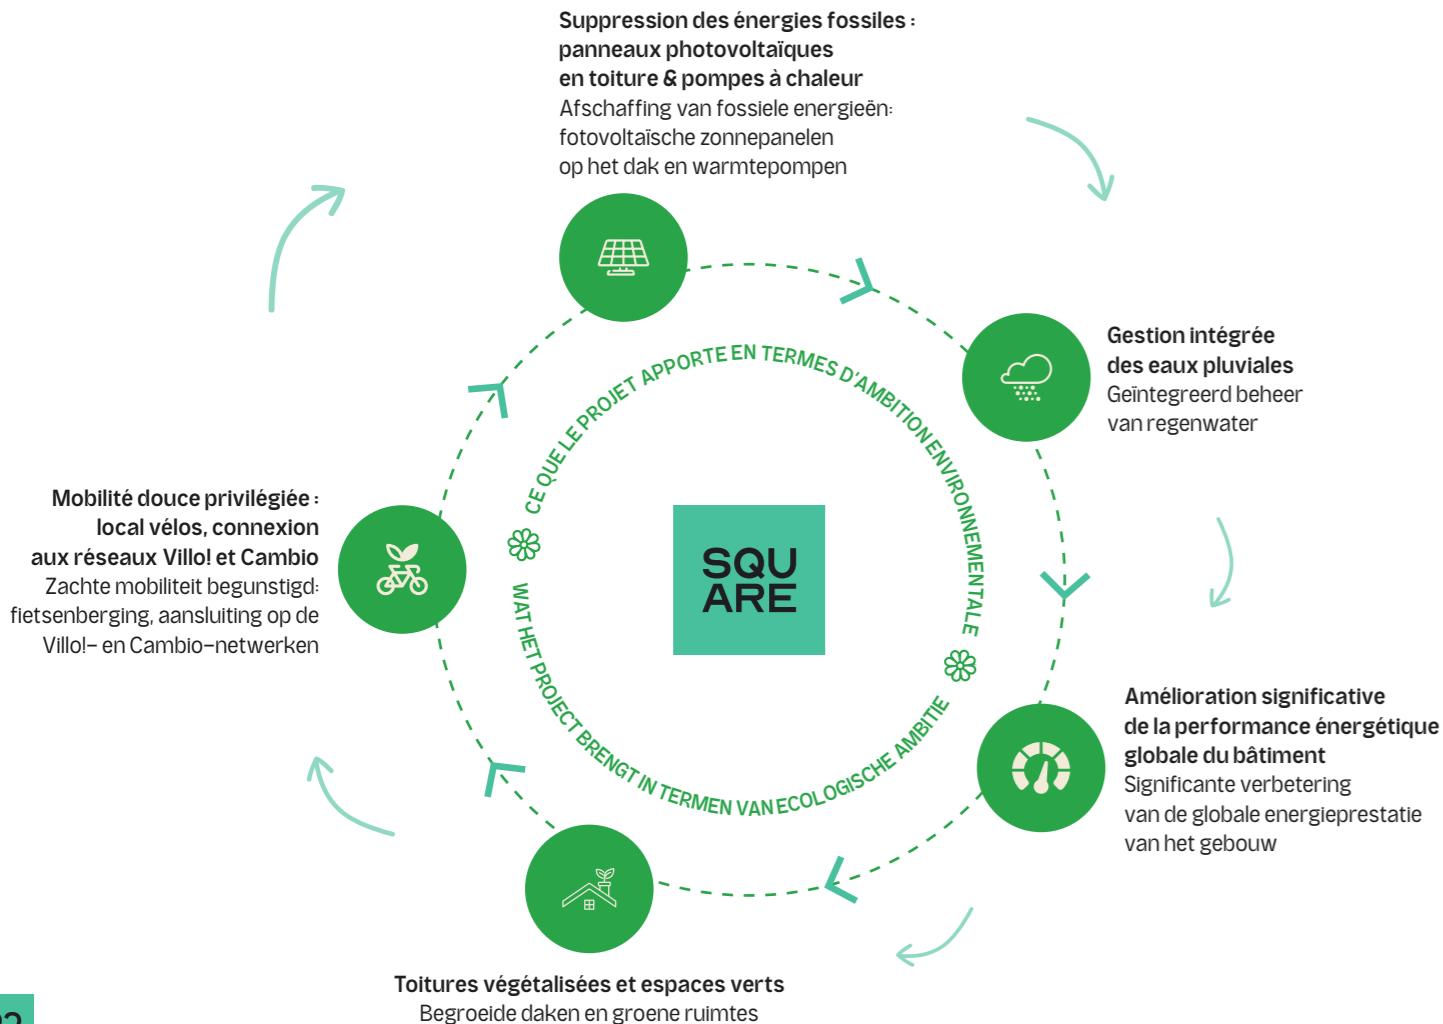 Suppression des énergies fossiles :
panneaux photovoltaïques
en toiture & pompes à chaleur
Afschaffing van fossiele energieën:
fotovoltaïsche zonnepanelen
op het dak en warmtepompen
Gestion intégrée
des eaux pluviales
Geïntegreerd beheer
van regenwater
Amélioration significative
de la performance énergétique
globale du bâtiment
Significante verbetering
van de globale energieprestatie
van het gebouw
Toitures végétalisées et espaces verts
Begroeide daken en groene ruimtes
Mobilité douce privilégiée :
local vélos, connexion
aux réseaux Villo! et Cambio
Zachte mobiliteit begunstigd:
fietsenberging, aansluiting op de
Villo!- en Cambio-netwerken
CE QUE LE PROJET APPORTE EN TERMES D'AMBITION ENVIRONNEMENTALE
WAT HET PROJECT BRENGT IN TERMEN VAN ECOLOGISCHE AMBITIE
SQU
ARE